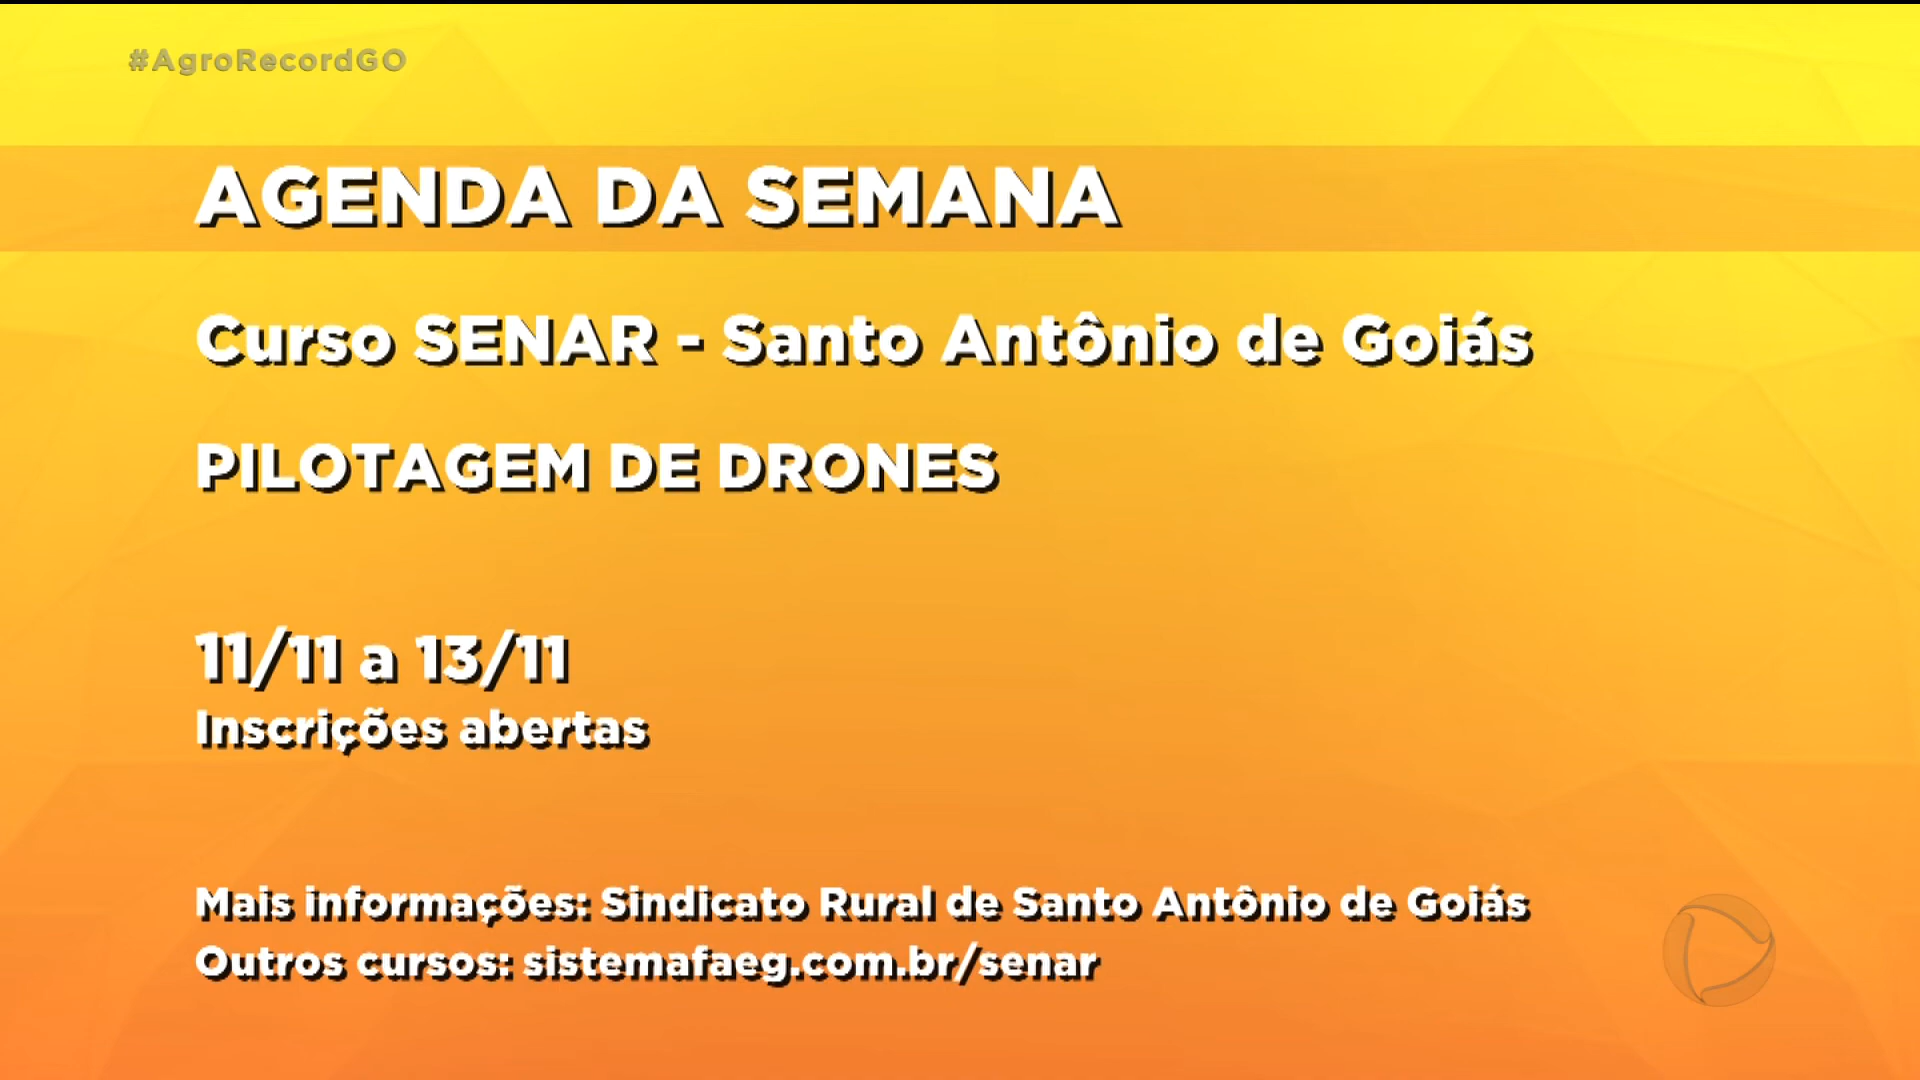 #AgroRecordGO
AGENDA DA SEMANA
Curso SENAR - Santo Antônio de Goiás
PILOTAGEM DE DRONES
11/11 a 13/11
Inscrições abertas
Mais informações: Sindicato Rural de Santo Antônio de Goiás
Outros cursos: sistemafaeg.com.br/senar